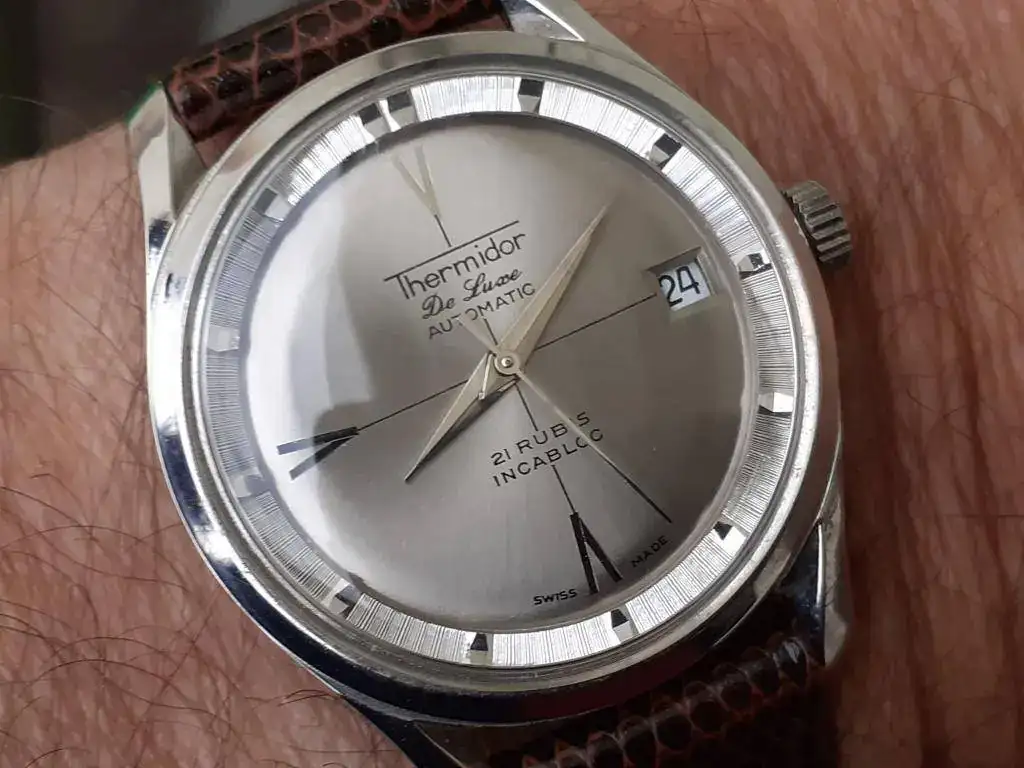 Thermidor
De Luxe
AUTOMATIC
24
21 RUBIS
INCABLOC
SWISS MADE